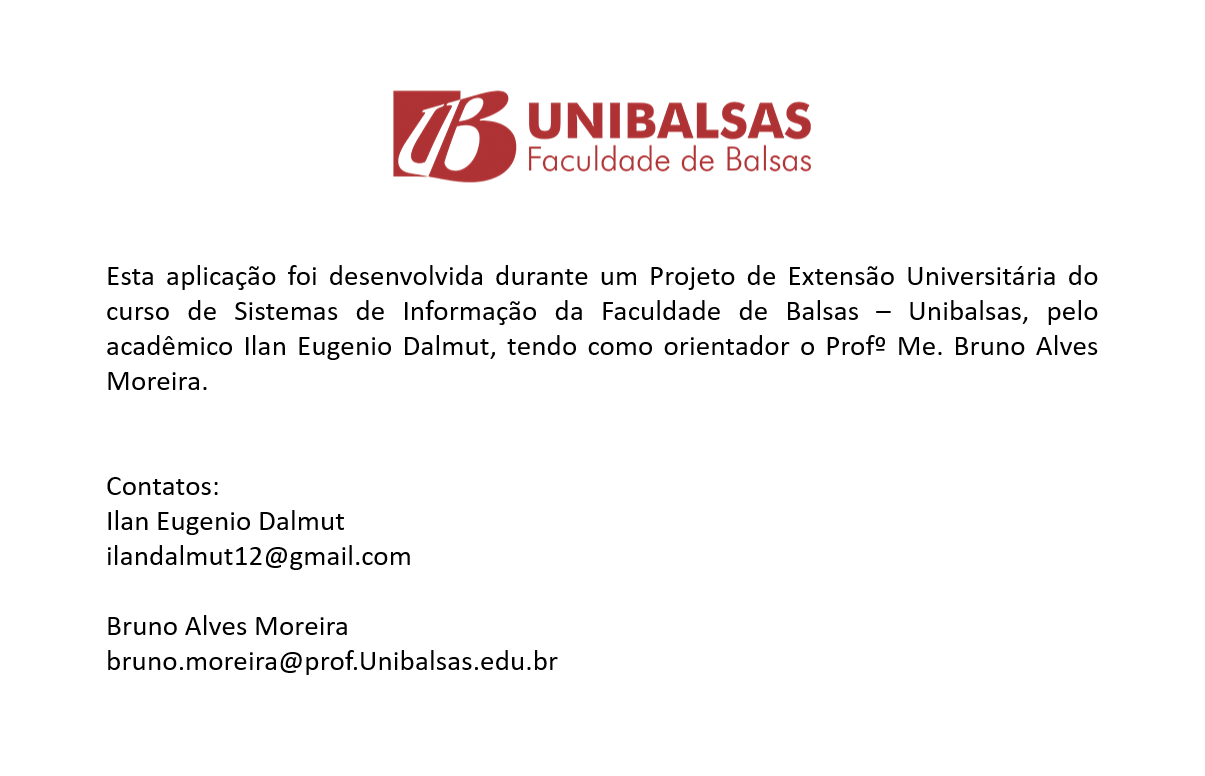 UB UNIBALSAS
Faculdade de Balsas
Esta aplicação foi desenvolvida durante um Projeto de Extensão Universitária do
curso de Sistemas de Informação da Faculdade de Balsas – Unibalsas, pelo
acadêmico Ilan Eugenio Dalmut, tendo como orientador o Profº Me. Bruno Alves
Moreira.
Contatos:
Ilan Eugenio Dalmut
ilandalmut12@gmail.com
Bruno Alves Moreira
bruno.moreira@prof.Unibalsas.edu.br